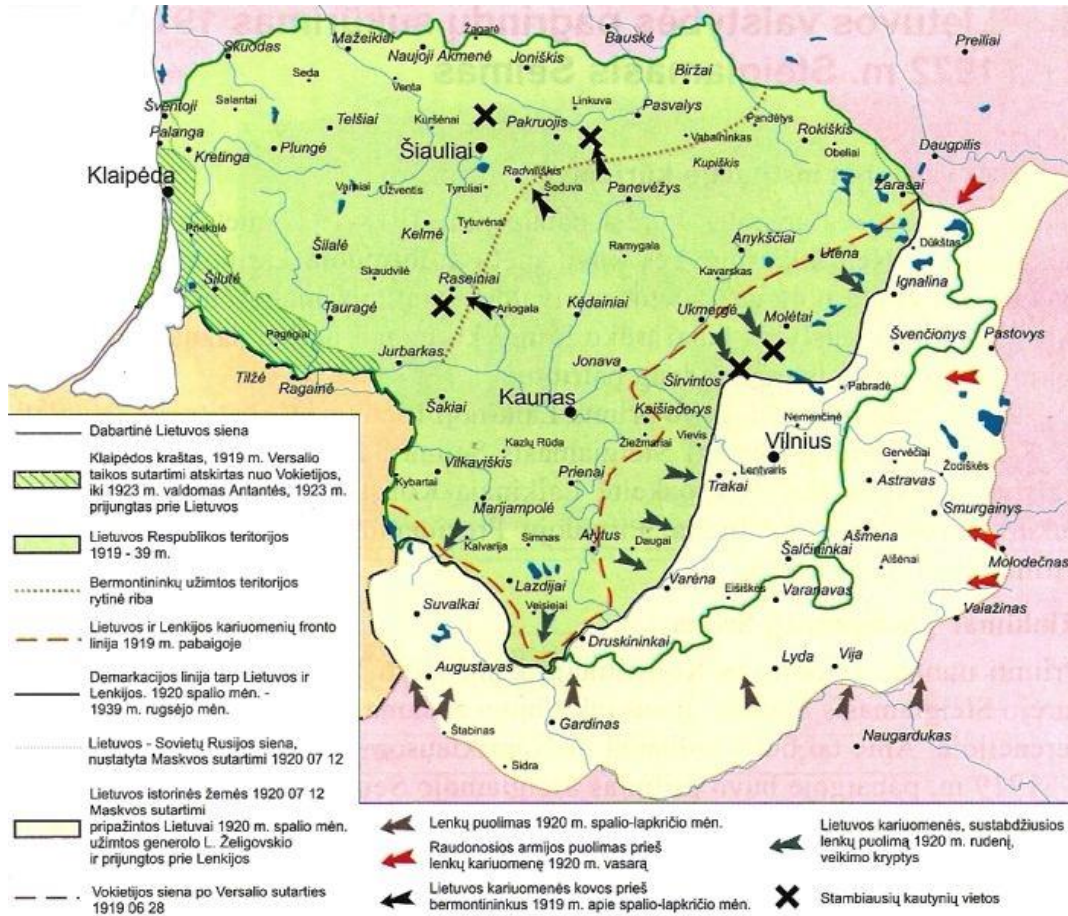 Lietuvos valstybės pagrindų kūrimas 19
1922 m. Steigiamasis Seimas
Skuodas
Mažeikiai
Žagarė
Naujoji Akmenė
Joniškis
Bauskė
Preiliai
Seda
Venta
Biržai
Šventoji
Salantai
Linkuva
Pasvalys
Palanga
Telšiai
Kuršėnai
Pakruojis
Vabalninkas
Pandėlys
Rokiškis
Kretinga
Plungė
Šiauliai
Obeliai
Daugpilis
Klaipėda
Varniai
Užventis
Tyruliai
Radviliškis
Šeduva
Panevėžys
Kupiškis
Zarasai
Priekulė
Kelmė
Tytuvėnai
Šilalė
Ramygala
Anykščiai
Utena
Dūkštas
Šilutė
Skaudvilė
Raseiniai
Ariogala
Kavarskas
Ignalina
Tauragė
Kėdainiai
Ukmergė
Molėtai
Pagėgiai
Švenčionys
Pastovys
Tilžė
Ragainė
Jurbarkas
Jonava
Širvintos
Pabradė
Šakiai
Kaunas
Kaišiadorys
Nemenčinė
Kazlų Rūda
Žiežmariai
Vievis
Vilnius
Gervėčiai
Žodiškės
Kybartai
Vilkaviškis
Prienai
Trakai
Lentvaris
Astravas
Smurgainys
Marijampolė
Kalvarija
Simnas
Alytus
Daugai
Ašmena
Alšėnai
Molodečnas
Šalčininkai
Lazdijai
Varėna
Eišiškės
Varanavas
Valažinas
Suvalkai
Veisiejai
Druskininkai
Augustavas
Lyda
Vija
Štabinas
Gardinas
Naugardukas
Sidra
Dabartinė Lietuvos siena
Klaipėdos kraštas, 1919 m. Versalio
taikos sutartimi atskirtas nuo Vokietijos,
iki 1923 m. valdomas Antantės, 1923 m.
prijungtas prie Lietuvos
Lietuvos Respublikos teritorijos
1919 - 39 m.
Bermontininkų užimtos teritorijos
rytinė riba
Lietuvos ir Lenkijos kariuomenių fronto
linija 1919 m. pabaigoje
Demarkacijos linija tarp Lietuvos ir
Lenkijos. 1920 spalio mėn. -
1939 m. rugsėjo mėn.
Lietuvos - Sovietų Rusijos siena,
nustatyta Maskvos sutartimi 1920 07 12
Lietuvos istorinės žemės 1920 07 12
Maskvos sutartimi
pripažintos Lietuvai 1920 m. spalio mėn.
užimtos generolo L. Želigovskio
ir prijungtos prie Lenkijos
Vokietijos siena po Versalio sutarties
1919 06 28
Lenkų puolimas 1920 m. spalio-lapkričio mėn.
Raudonosios armijos puolimas prieš
lenkų kariuomenę 1920 m. vasarą
Lietuvos kariuomenės kovos prieš
bermontininkus 1919 m. apie spalio-lapkričio mėn.
Lietuvos kariuomenės, sustabdžiusios
lenkų puolimą 1920 m. rudenį,
veikimo kryptys
Stambiausių kautynių vietos